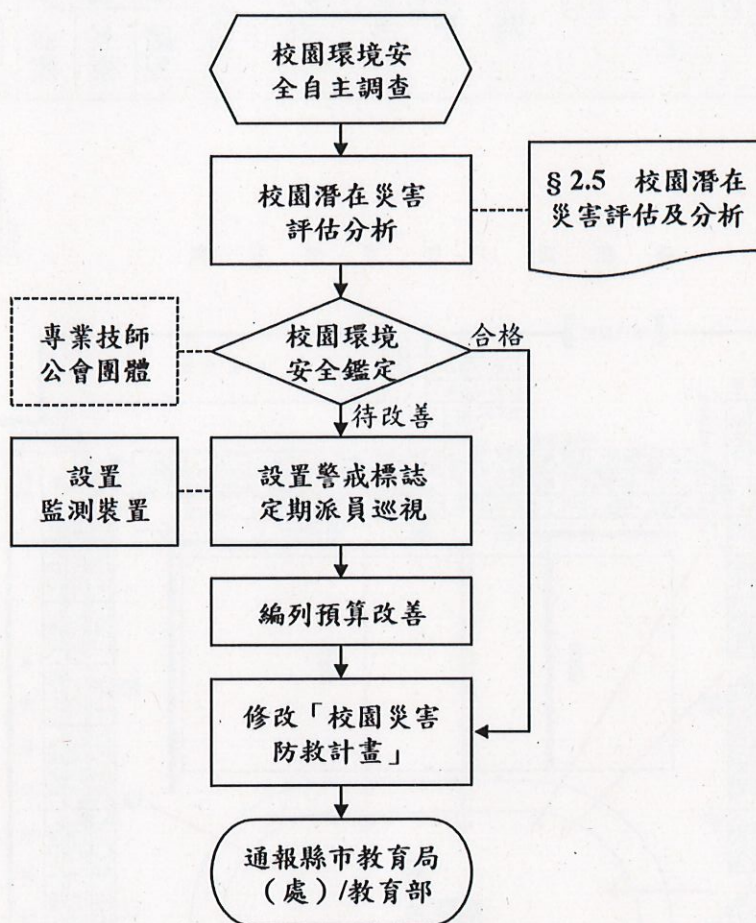 校園環境安
全自主調查
校園潛在災害
評估分析
§ 2.5 校園潛在
災害評估及分析
專業技師
公會團體
校園環境
安全鑑定
合格
待改善
設置
監測裝置
設置警戒標誌
定期派員巡視
編列預算改善
修改「校園災害
防救計畫」
通報縣市教育局
（處）/教育部